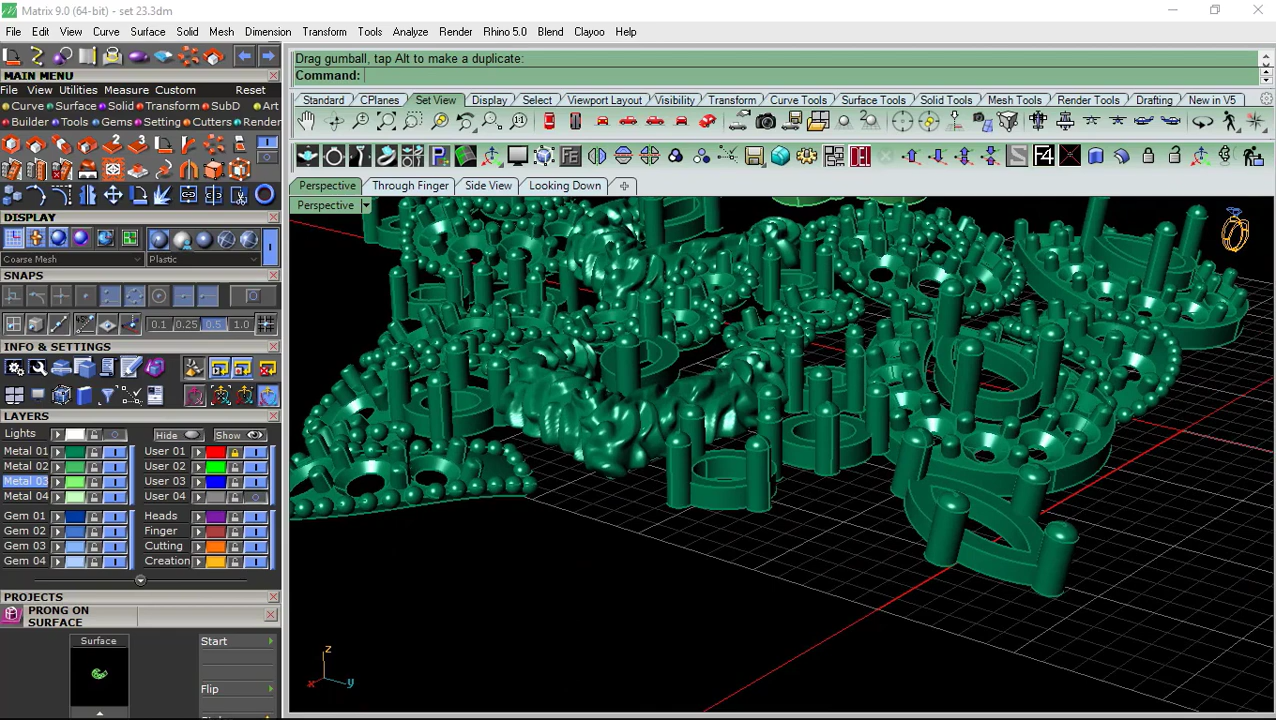 Matrix 9.0 (64-bit) - set 23.3dm
File Edit View Curve Surface Solid Mesh Dimension Transform Tools Analyze Render Rhino 5.0 Blend Clayoo Help
Drag gumball, tap Alt to make a duplicate:
Command:
MAIN MENU
File View Utilities Measure Custom Reset
Curve Surface Solid Transform SubD Art
Builder Tools Gems Setting Cutters Render
Standard CPlanes Set View Display Select Viewport Layout Visibility Transform Curve Tools Surface Tools Solid Tools Mesh Tools Render Tools Drafting New in V5
Perspective Through Finger Side View Looking Down
Perspective
DISPLAY
Coarse Mesh Plastic
SNAPS
0.1 0.25 0.5 1.0
INFO & SETTINGS
LAYERS
Lights Hide Show
Metal 01 User 01
Metal 02 User 02
Metal 03 User 03
Metal 04 User 04
Gem 01 Heads
Gem 02 Finger
Gem 03 Cutting
Gem 04 Creation
PROJECTS
PRONG ON
SURFACE
Surface Start
Flip
F4
z
x y